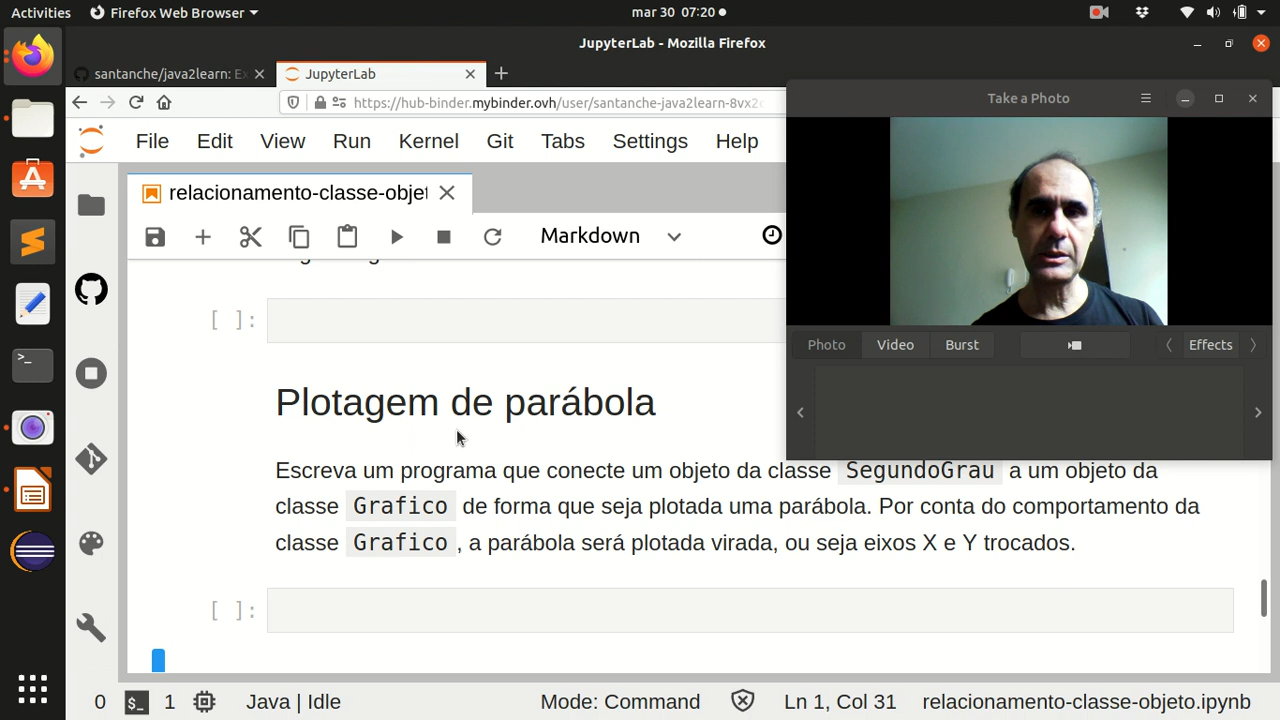 Activities
Firefox Web Browser
mar 30 07:20
JupyterLab - Mozilla Firefox
santanche/java2learn: Ex
JupyterLab
https://hub-binder.mybinder.ovh/user/santanche-java2learn-8vx2
Take a Photo
File Edit View Run Kernel Git Tabs Settings Help
relacionamento-classe-objet
Markdown
[ ]:
Photo Video Burst Effects
Plotagem de parábola
Escreva um programa que conecte um objeto da classe SegundoGrau a um objeto da
classe Grafico de forma que seja plotada uma parábola. Por conta do comportamento da
classe Grafico, a parábola será plotada virada, ou seja eixos X e Y trocados.
[ ]:
0 1 Java | Idle Mode: Command Ln 1, Col 31 relacionamento-classe-objeto.ipynb